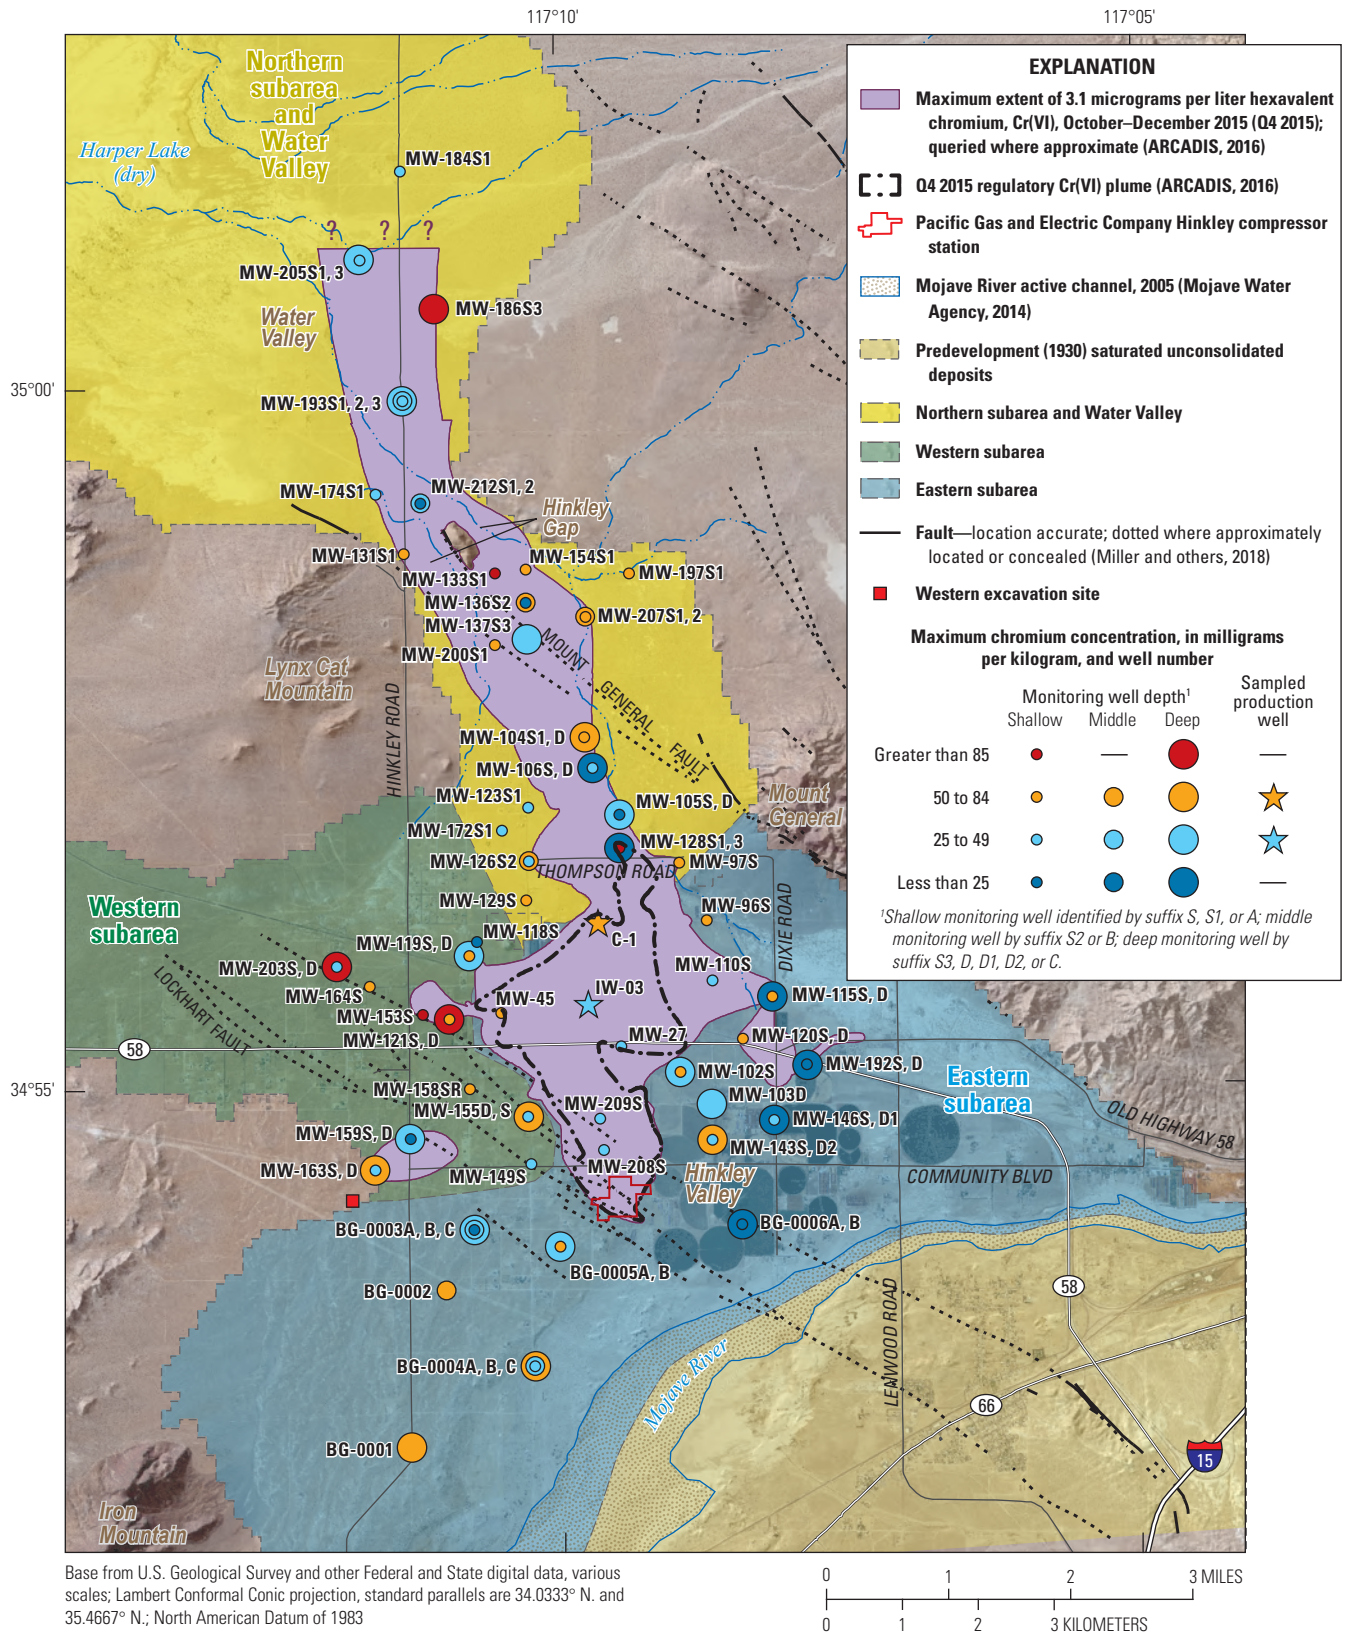 117°10'
117°05'
35°00'
34°55'
Northern
subarea
and
Water
Valley
Harper Lake
(dry)
MW-184S1
?
?
?
MW-205S1, 3
MW-186S3
Water
Valley
MW-193S1, 2, 3
MW-174S1
MW-212S1, 2
Hinkley
Gap
MW-131S1
MW-154S1
MW-133S1
MW-197S1
MW-136S2
MW-207S1, 2
MW-137S3
MW-200S1
MOUNT
GENERAL
FAULT
Lynx Cat
Mountain
HINKLEY ROAD
MW-104S1, D
MW-106S, D
MW-123S1
MW-105S, D
Mount
General
MW-172S1
MW-128S1, 3
MW-126S2
MW-97S
THOMPSON ROAD
MW-129S
MW-96S
DIXIE ROAD
Western
subarea
MW-118S
MW-119S, D
C-1
MW-203S, D
MW-110S
MW-164S
MW-45
IW-03
MW-115S, D
LOCKHART FAULT
MW-153S
MW-121S, D
MW-27
MW-120S, D
58
MW-192S, D
MW-102S
Eastern
subarea
MW-158SR
MW-103D
MW-155D, S
MW-209S
MW-146S, D1
OLD HIGHWAY 58
MW-159S, D
MW-143S, D2
MW-163S, D
MW-149S
MW-208S
Hinkley
Valley
COMMUNITY BLVD
BG-0003A, B, C
BG-0006A, B
BG-0005A, B
BG-0002
58
LENWOOD ROAD
BG-0004A, B, C
Mojave River
66
BG-0001
15
Iron
Mountain
EXPLANATION
Maximum extent of 3.1 micrograms per liter hexavalent
chromium, Cr(VI), October–December 2015 (Q4 2015);
queried where approximate (ARCADIS, 2016)
Q4 2015 regulatory Cr(VI) plume (ARCADIS, 2016)
Pacific Gas and Electric Company Hinkley compressor
station
Mojave River active channel, 2005 (Mojave Water
Agency, 2014)
Predevelopment (1930) saturated unconsolidated
deposits
Northern subarea and Water Valley
Western subarea
Eastern subarea
Fault—location accurate; dotted where approximately
located or concealed (Miller and others, 2018)
Western excavation site
Maximum chromium concentration, in milligrams
per kilogram, and well number
Monitoring well depth1
Sampled
production
well
Shallow Middle Deep
Greater than 85 — —
50 to 84
25 to 49
Less than 25 —
1Shallow monitoring well identified by suffix S, S1, or A; middle
monitoring well by suffix S2 or B; deep monitoring well by
suffix S3, D, D1, D2, or C.
Base from U.S. Geological Survey and other Federal and State digital data, various
scales; Lambert Conformal Conic projection, standard parallels are 34.0333° N. and
35.4667° N.; North American Datum of 1983
0 1 2 3 MILES
0 1 2 3 KILOMETERS